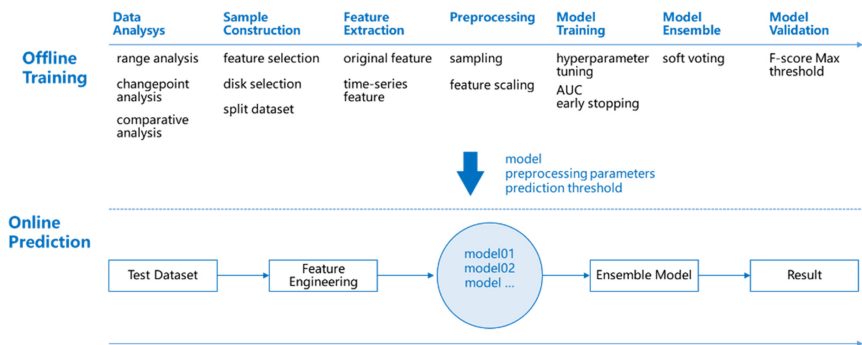 Data
Analysys
Sample
Construction
Feature
Extraction
Preprocessing
Model
Training
Model
Ensemble
Model
Validation
Offline
Training
range analysis
changepoint
analysis
comparative
analysis
feature selection
disk selection
split dataset
original feature
time-series
feature
sampling
feature scaling
hyperparameter
tuning
AUC
early stopping
soft voting
F-score Max
threshold
model
preprocessing parameters
prediction threshold
Online
Prediction
Test Dataset
Feature
Engineering
model01
model02
model ...
Ensemble Model
Result